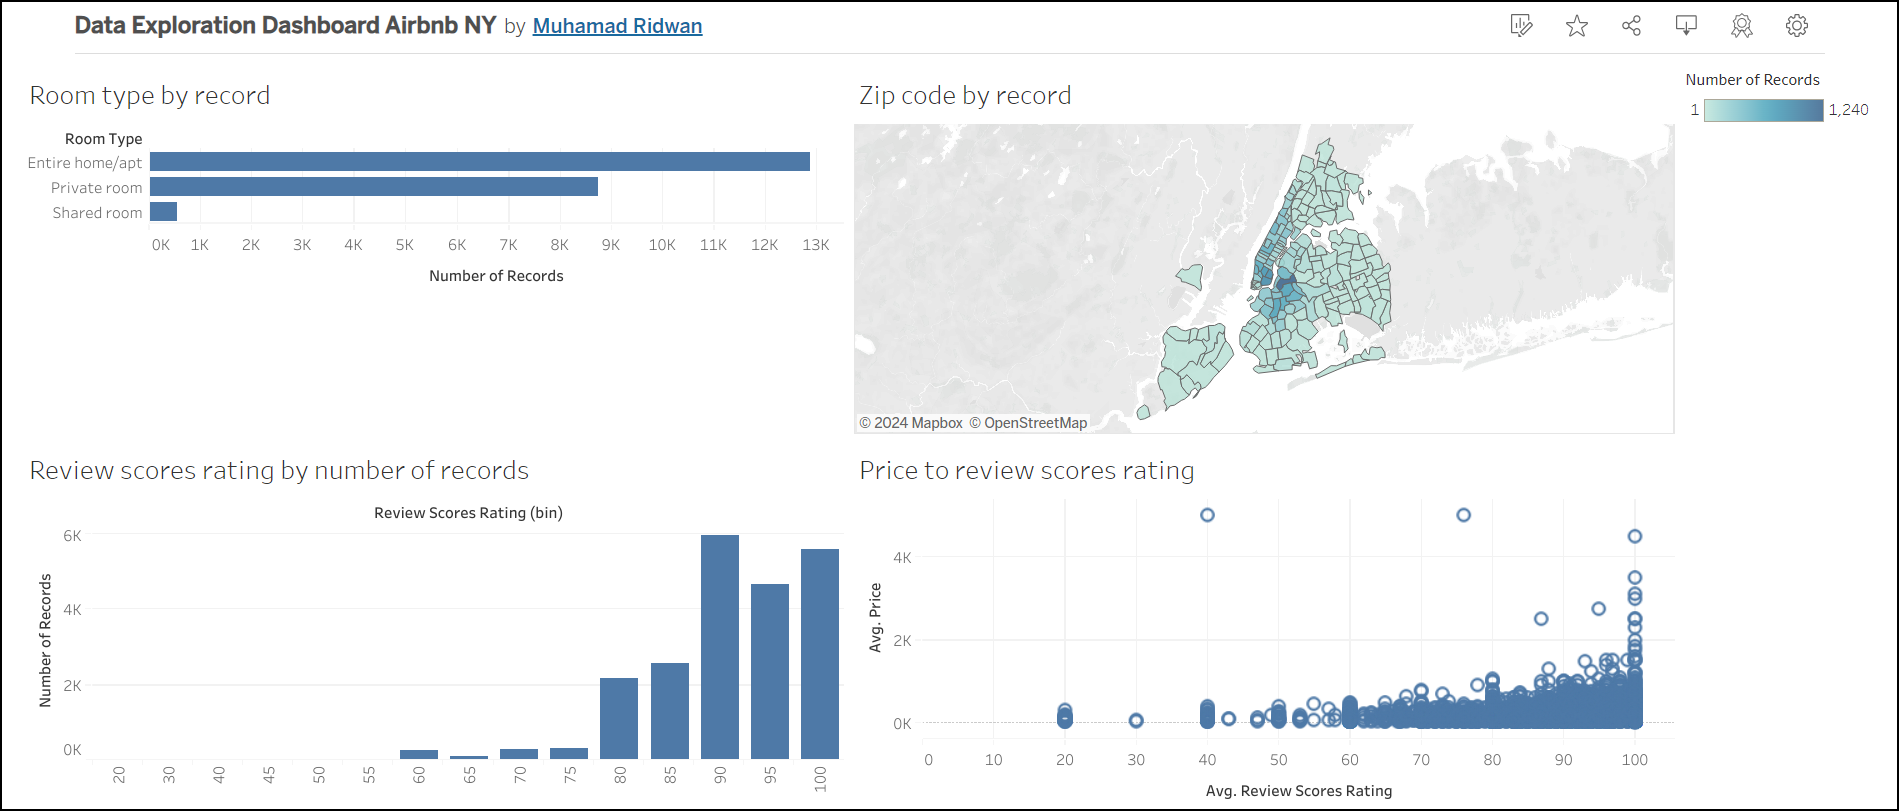 Data Exploration Dashboard Airbnb NY by Muhamad Ridwan
Room type by record
Room Type
Entire home/apt
Private room
Shared room
0K 1K 2K 3K 4K 5K 6K 7K 8K 9K 10K 11K 12K 13K
Number of Records
Zip code by record
© 2024 Mapbox © OpenStreetMap
Number of Records
1 1,240
Review scores rating by number of records
Review Scores Rating (bin)
Number of Records
6K
4K
2K
0K
20 30 40 45 50 55 60 65 70 75 80 85 90 95 100
Price to review scores rating
Avg. Price
4K
2K
0K
0 10 20 30 40 50 60 70 80 90 100
Avg. Review Scores Rating